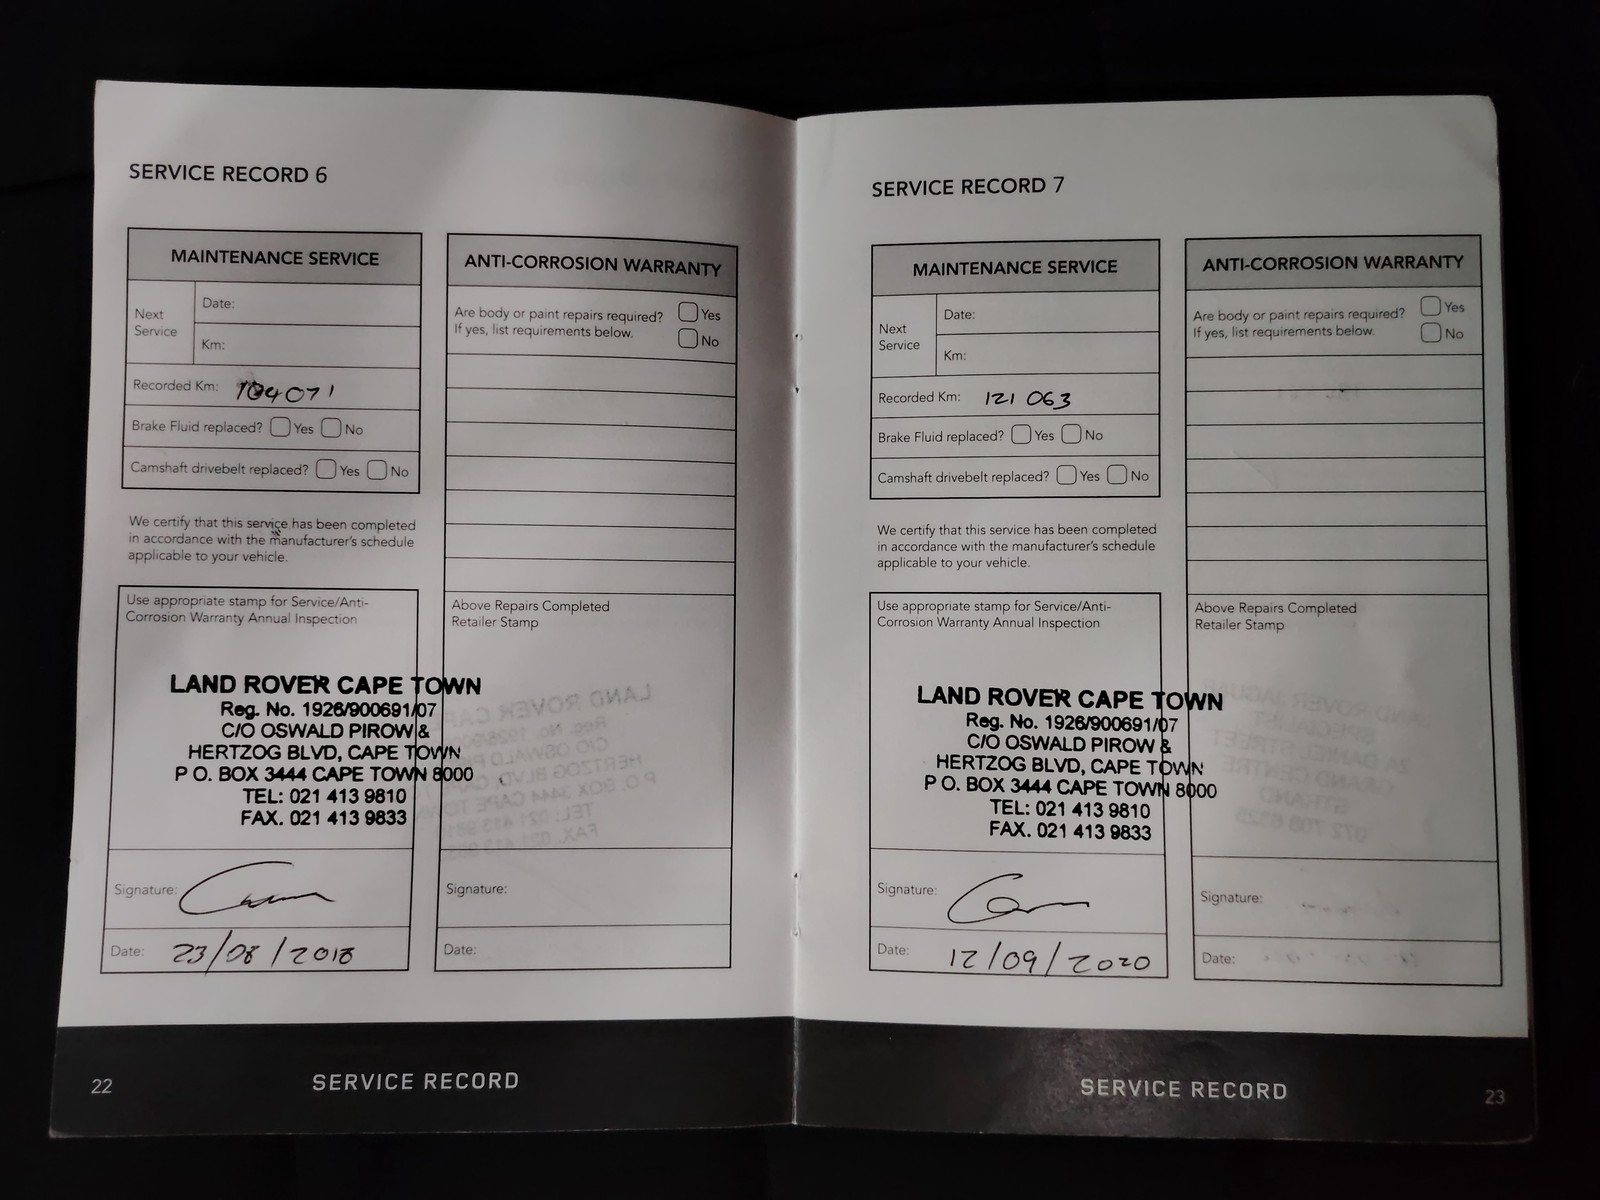 SERVICE RECORD 6
MAINTENANCE SERVICE
Next
Service
Date:
Km:
Recorded Km: 104071
Brake Fluid replaced? Yes No
Camshaft drivebelt replaced? Yes No
We certify that this service has been completed
in accordance with the manufacturer's schedule
applicable to your vehicle.
Use appropriate stamp for Service/Anti-
Corrosion Warranty Annual Inspection
LAND ROVER CAPE TOWN
Reg. No. 1926/900691/07
C/O OSWALD PIROW &
HERTZOG BLVD, CAPE TOWN
P O. BOX 3444 CAPE TOWN 8000
TEL: 021 413 9810
FAX. 021 413 9833
Signature:
Date: 23/08/2018
ANTI-CORROSION WARRANTY
Are body or paint repairs required? Yes
If yes, list requirements below. No
Above Repairs Completed
Retailer Stamp
Signature:
Date:
22
SERVICE RECORD
SERVICE RECORD 7
MAINTENANCE SERVICE
Next
Service
Date:
Km:
Recorded Km: 121 063
Brake Fluid replaced? Yes No
Camshaft drivebelt replaced? Yes No
We certify that this service has been completed
in accordance with the manufacturer's schedule
applicable to your vehicle.
Use appropriate stamp for Service/Anti-
Corrosion Warranty Annual Inspection
LAND ROVER CAPE TOWN
Reg. No. 1926/900691/07
C/O OSWALD PIROW &
HERTZOG BLVD, CAPE TOWN
P O. BOX 3444 CAPE TOWN 8000
TEL: 021 413 9810
FAX. 021 413 9833
Signature:
Date: 12/09/2020
ANTI-CORROSION WARRANTY
Are body or paint repairs required? Yes
If yes, list requirements below. No
Above Repairs Completed
Retailer Stamp
Signature:
Date:
SERVICE RECORD
23